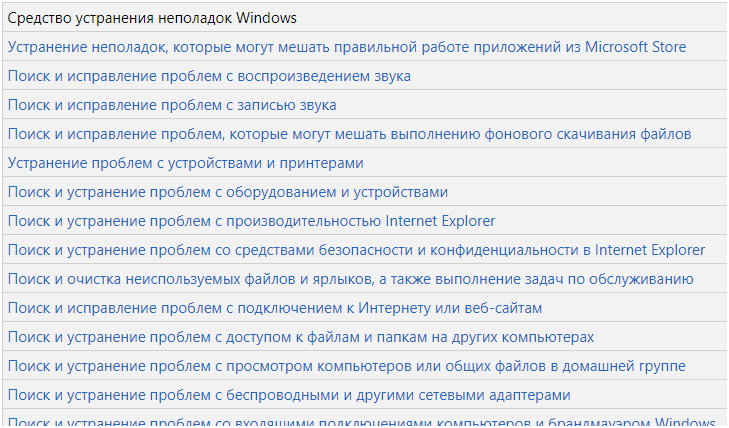 Средство устранения неполадок Windows
Устранение неполадок, которые могут мешать правильной работе приложений из Microsoft Store
Поиск и исправление проблем с воспроизведением звука
Поиск и исправление проблем с записью звука
Поиск и исправление проблем, которые могут мешать выполнению фонового скачивания файлов
Устранение проблем с устройствами и принтерами
Поиск и устранение проблем с оборудованием и устройствами
Поиск и устранение проблем с производительностью Internet Explorer
Поиск и устранение проблем со средствами безопасности и конфиденциальности в Internet Explorer
Поиск и очистка неиспользуемых файлов и ярлыков, а также выполнение задач по обслуживанию
Поиск и исправление проблем с подключением к Интернету или веб-сайтам
Поиск и устранение проблем с доступом к файлам и папкам на других компьютерах
Поиск и устранение проблем с просмотром компьютеров или общих файлов в домашней группе
Поиск и устранение проблем с беспроводными и другими сетевыми адаптерами
Поиск и устранение проблем со входящими подключениями компьютеров и брандмауэром Windows